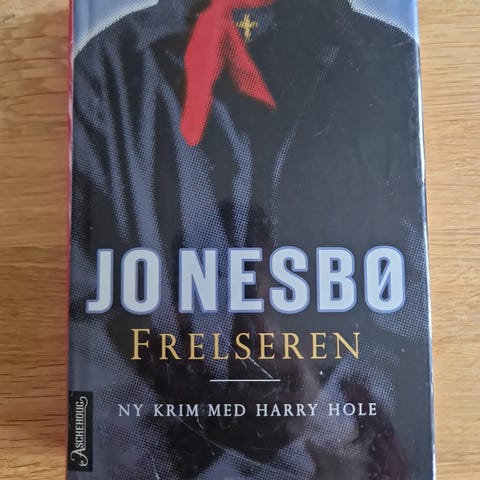 JO NESBØ
FRELSEREN
NY KRIM MED HARRY HOLE
ASCHEHOUG